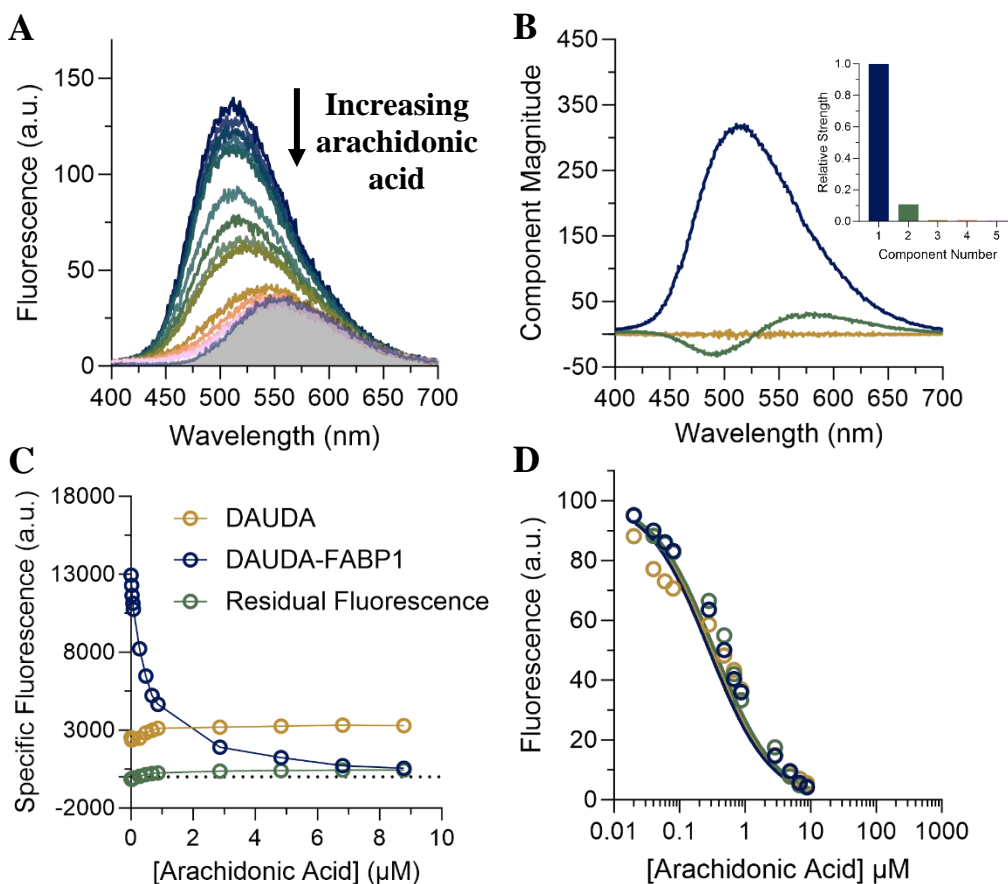 A
Fluorescence (a.u.)
150
100
50
0
Increasing
arachidonic
acid
400 450 500 550 600 650 700
Wavelength (nm)
B
Component Magnitude
450
350
250
150
50
-50
400 450 500 550 600 650 700
Wavelength (nm)
Relative Strength
1.0
0.8
0.6
0.4
0.2
0.0
1 2 3 4 5
Component Number
C
Specific Fluorescence (a.u.)
18000
13000
8000
3000
-2000
DAUDA
DAUDA-FABP1
Residual Fluorescence
0 2 4 6 8 10
[Arachidonic Acid] (μM)
D
Fluorescence (a.u.)
100
80
60
40
20
0
0.01 0.1 1 10 100 1000
[Arachidonic Acid] μM